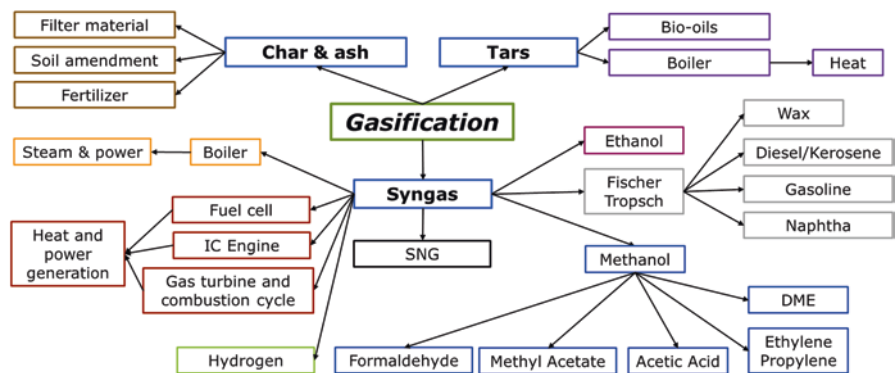 Filter material
Soil amendment
Fertilizer
Char & ash
Tars
Bio-oils
Boiler
Heat
Gasification
Steam & power
Boiler
Syngas
Ethanol
Fischer
Tropsch
Wax
Diesel/Kerosene
Gasoline
Naphtha
Heat and
power
generation
Fuel cell
IC Engine
Gas turbine and
combustion cycle
SNG
Methanol
DME
Hydrogen
Formaldehyde
Methyl Acetate
Acetic Acid
Ethylene
Propylene